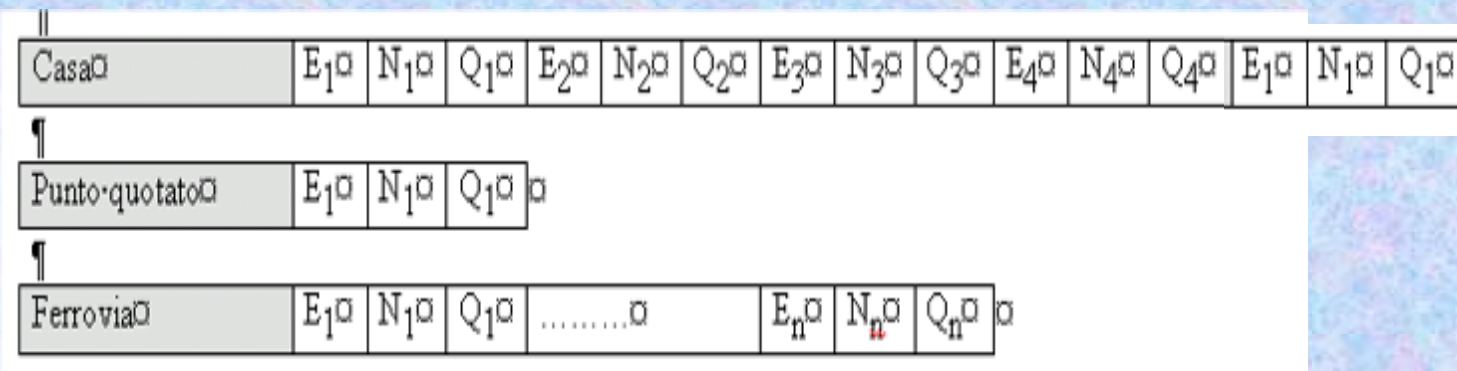 ¶
Casa¤ E₁¤ N₁¤ Q₁¤ E₂¤ N₂¤ Q₂¤ E₃¤ N₃¤ Q₃¤ E₄¤ N₄¤ Q₄¤ E₁¤ N₁¤ Q₁¤
¶
Punto·quotato¤ E₁¤ N₁¤ Q₁¤ ¤
¶
Ferrovia¤ E₁¤ N₁¤ Q₁¤ .........¤ Eₙ¤ Nₙ¤ Qₙ¤ ¤